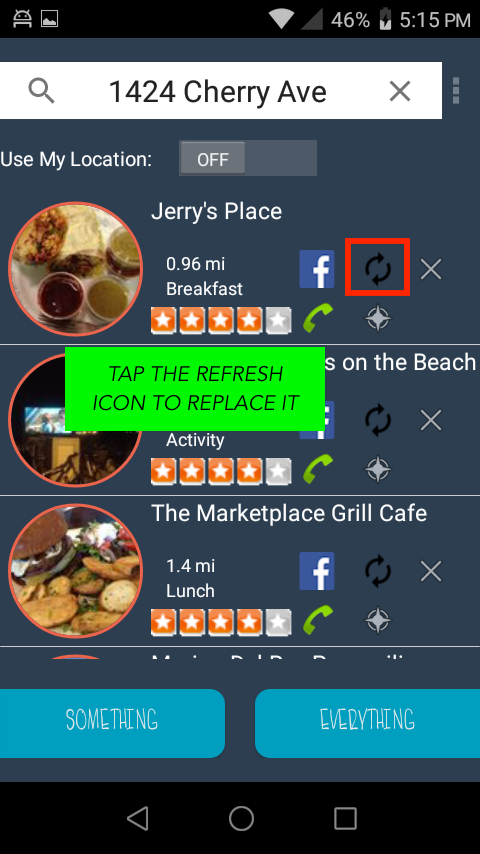 46% 5:15 PM
1424 Cherry Ave
Use My Location: OFF
Jerry's Place
0.96 mi
Breakfast
s on the Beach
TAP THE REFRESH
ICON TO REPLACE IT
Activity
The Marketplace Grill Cafe
1.4 mi
Lunch
SOMETHING
EVERYTHING